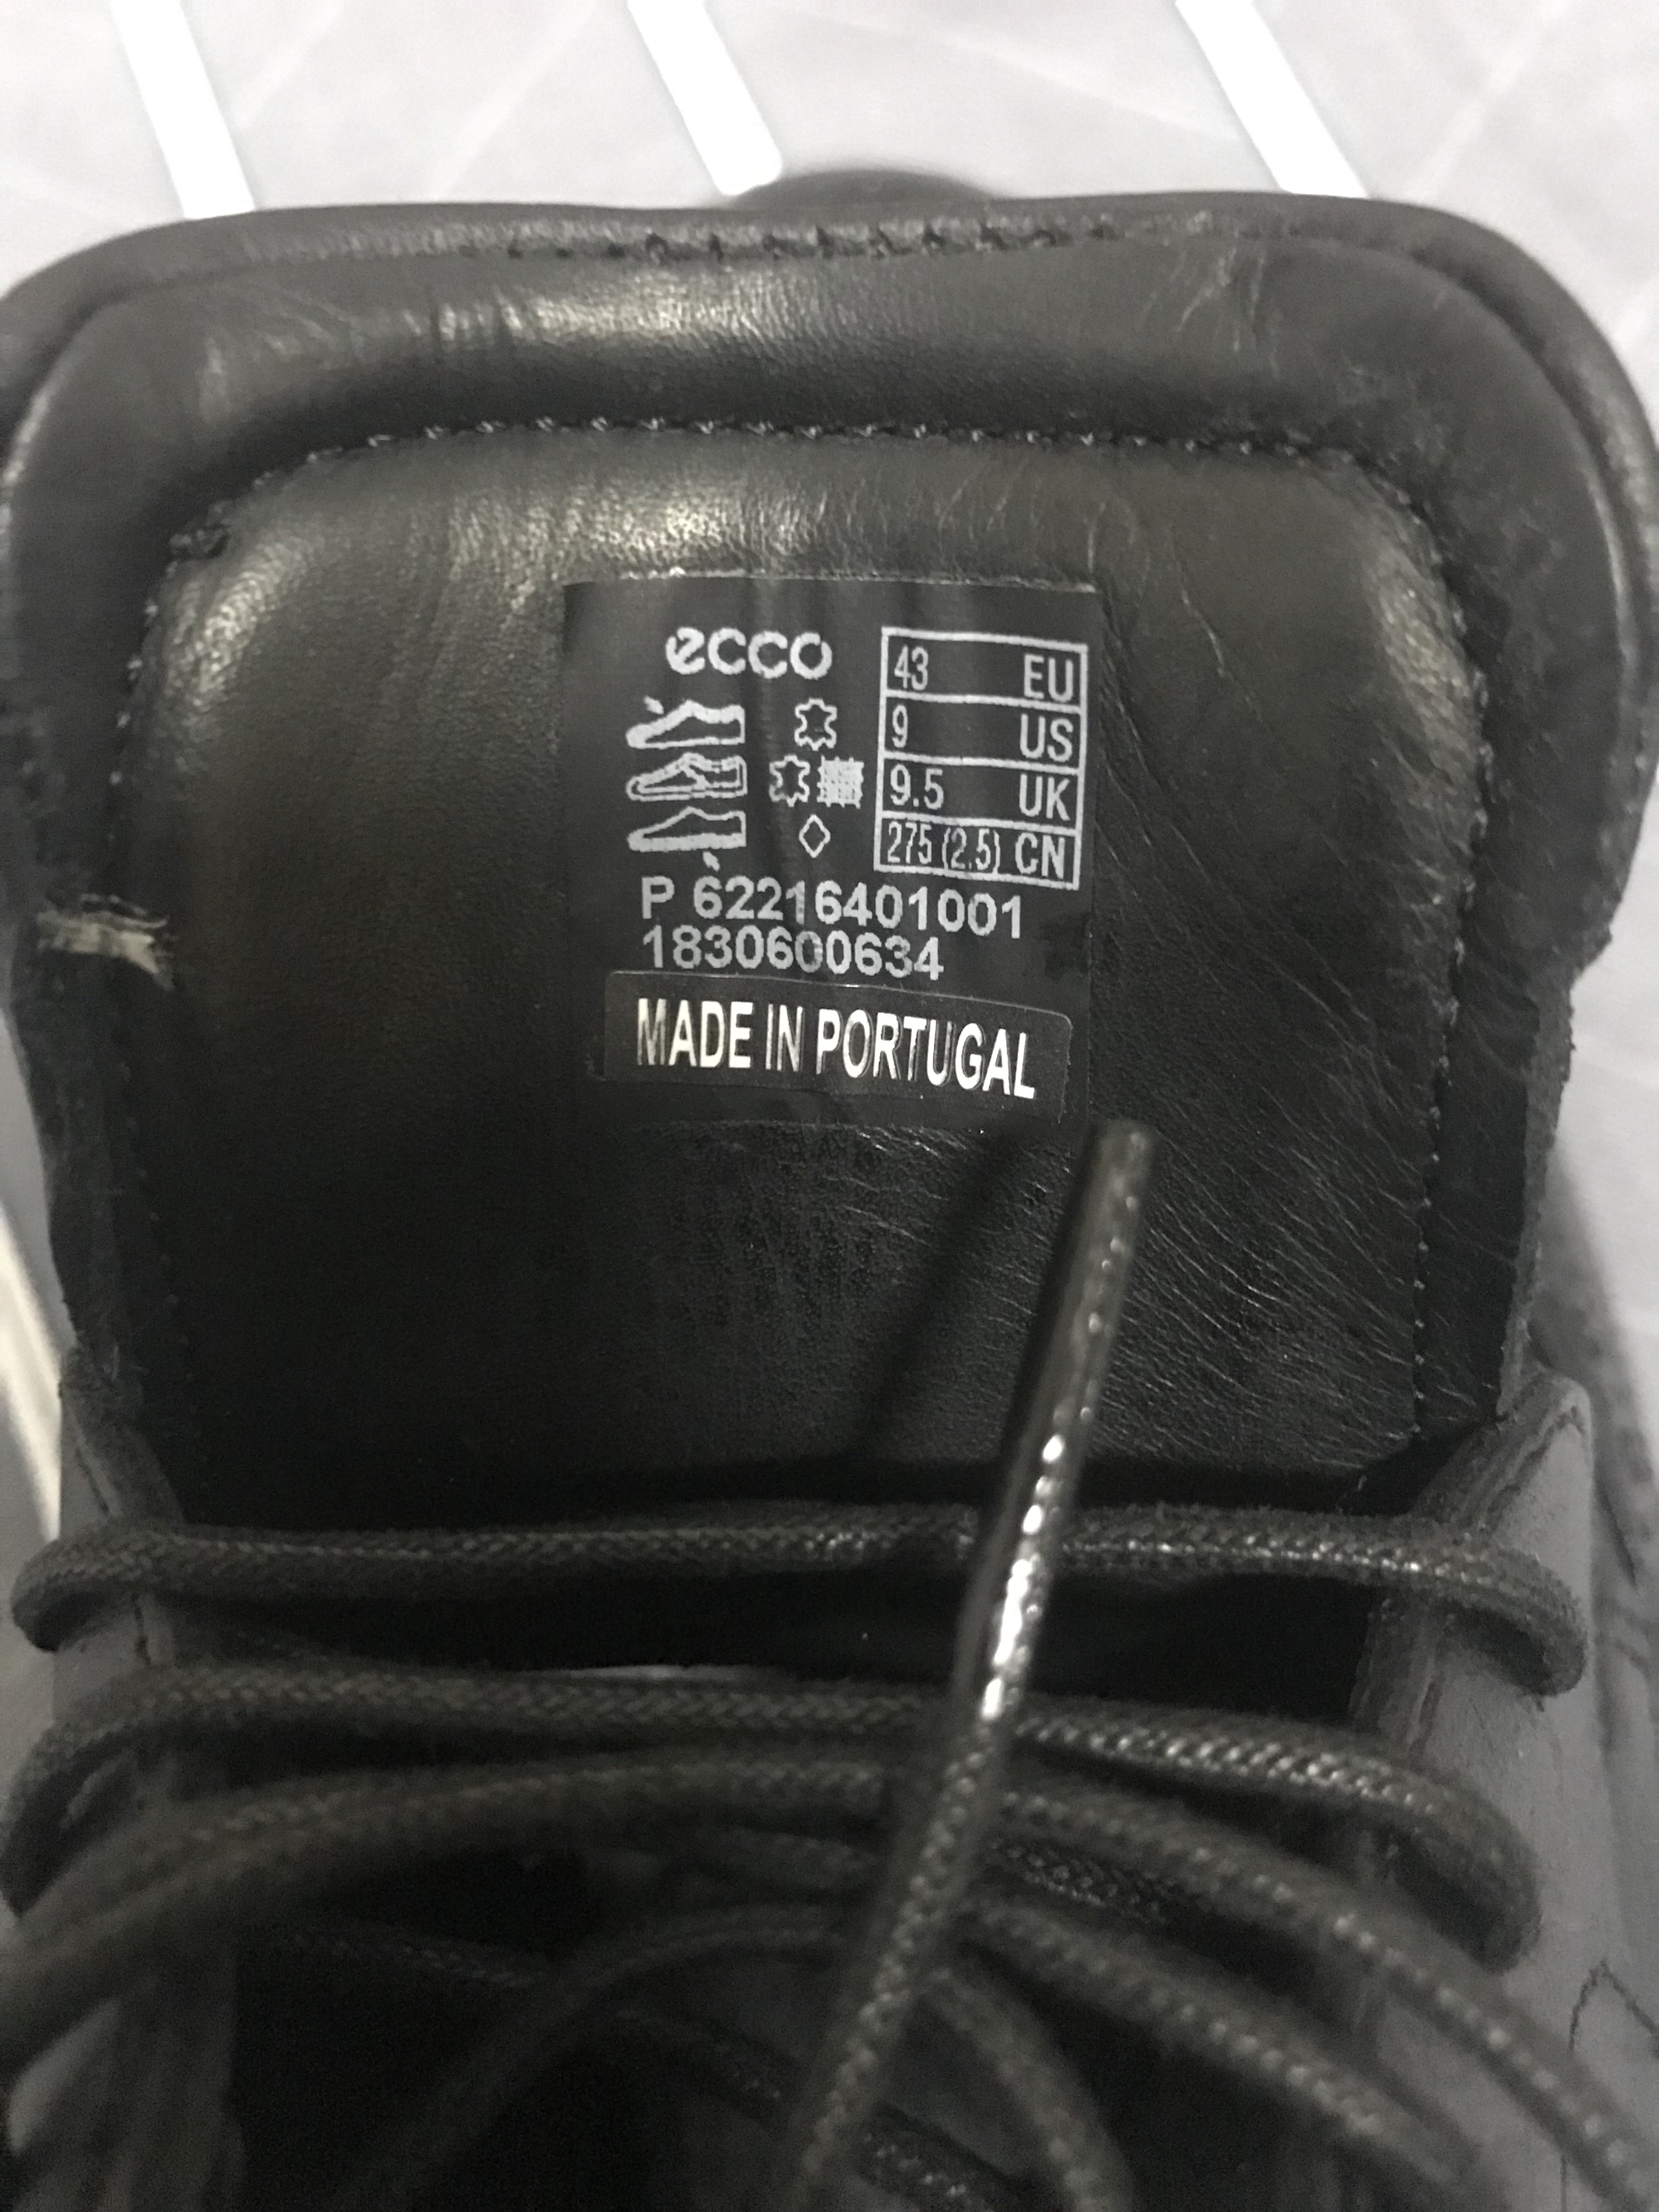 ecco
43 EU
9 US
9.5 UK
275 (2.5) CN
P 62216401001
1830600634
MADE IN PORTUGAL